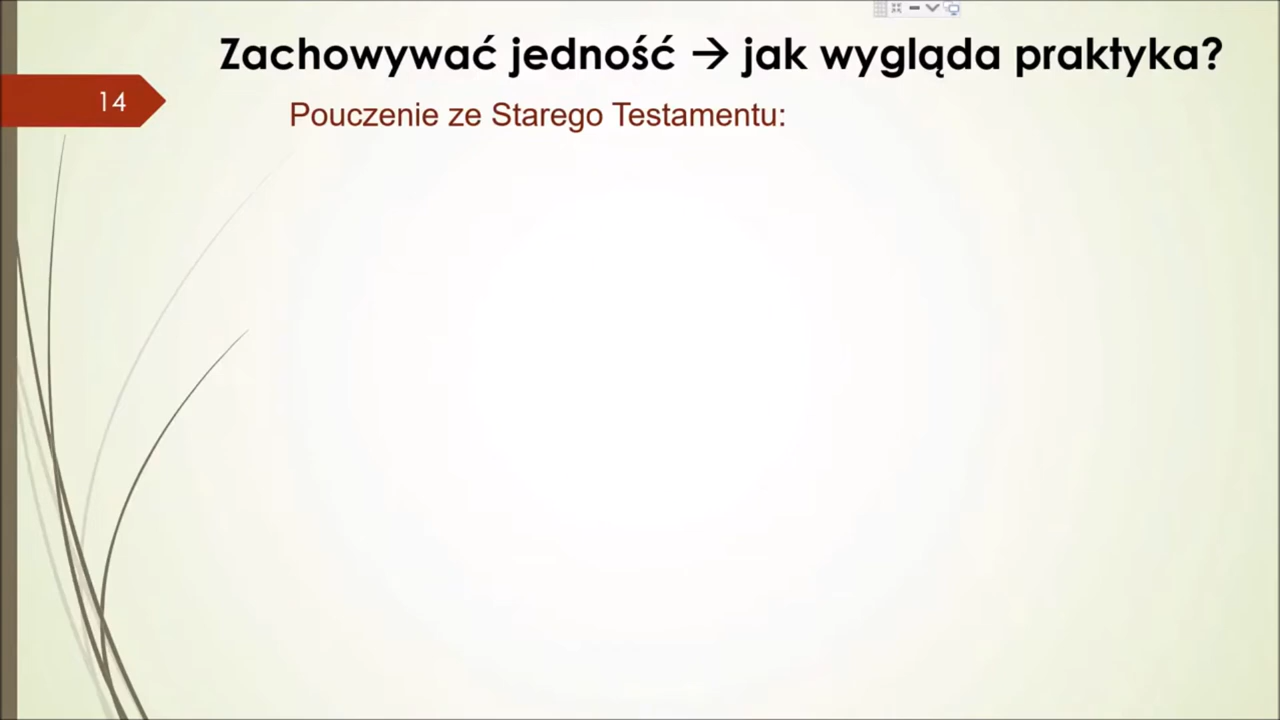 Zachowywać jedność → jak wygląda praktyka?
14
Pouczenie ze Starego Testamentu: